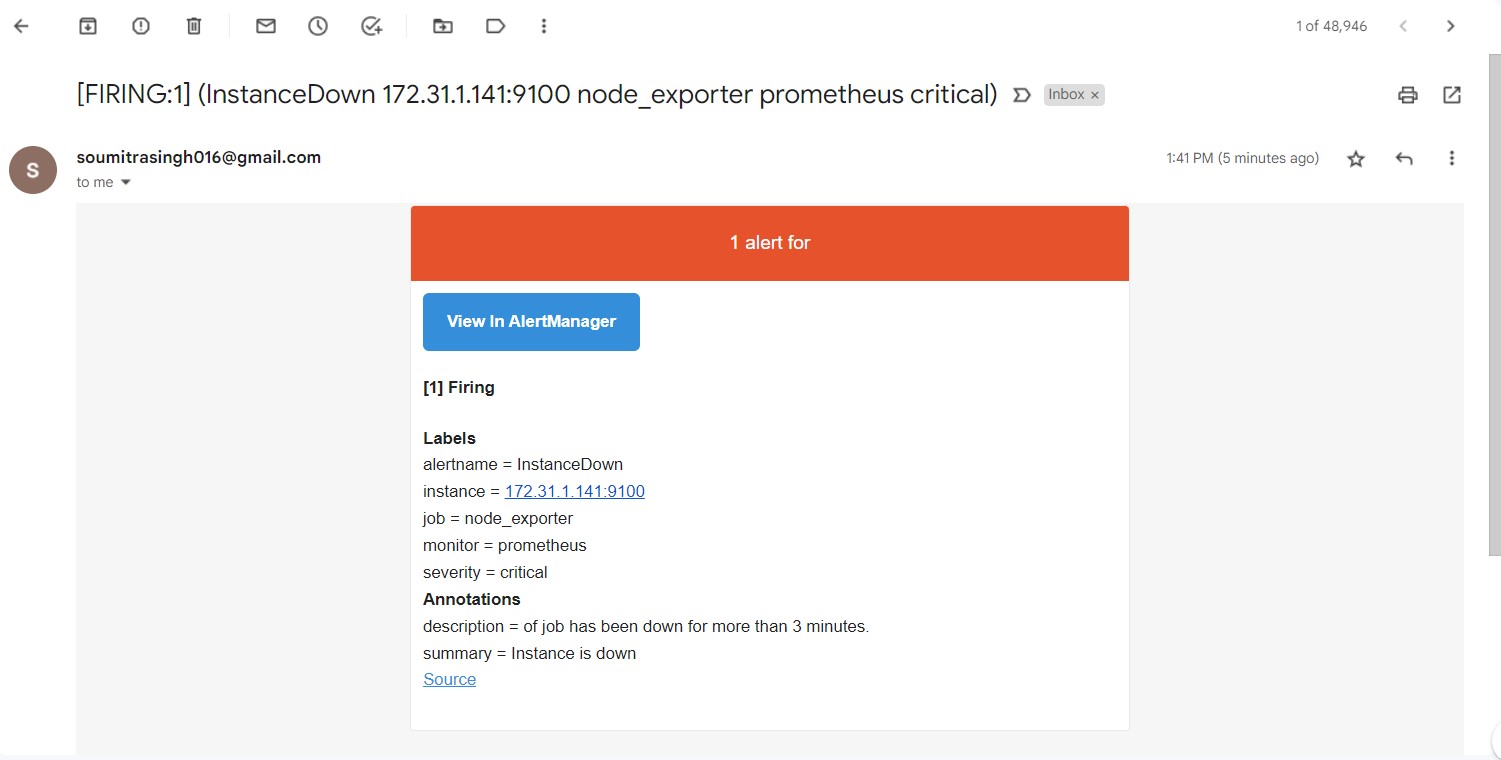 1 of 48,946
[FIRING:1] (InstanceDown 172.31.1.141:9100 node_exporter prometheus critical)
Inbox ×
S
soumitrasingh016@gmail.com
1:41 PM (5 minutes ago)
to me
1 alert for
View In AlertManager
[1] Firing
Labels
alertname = InstanceDown
instance = 172.31.1.141:9100
job = node_exporter
monitor = prometheus
severity = critical
Annotations
description = of job has been down for more than 3 minutes.
summary = Instance is down
Source